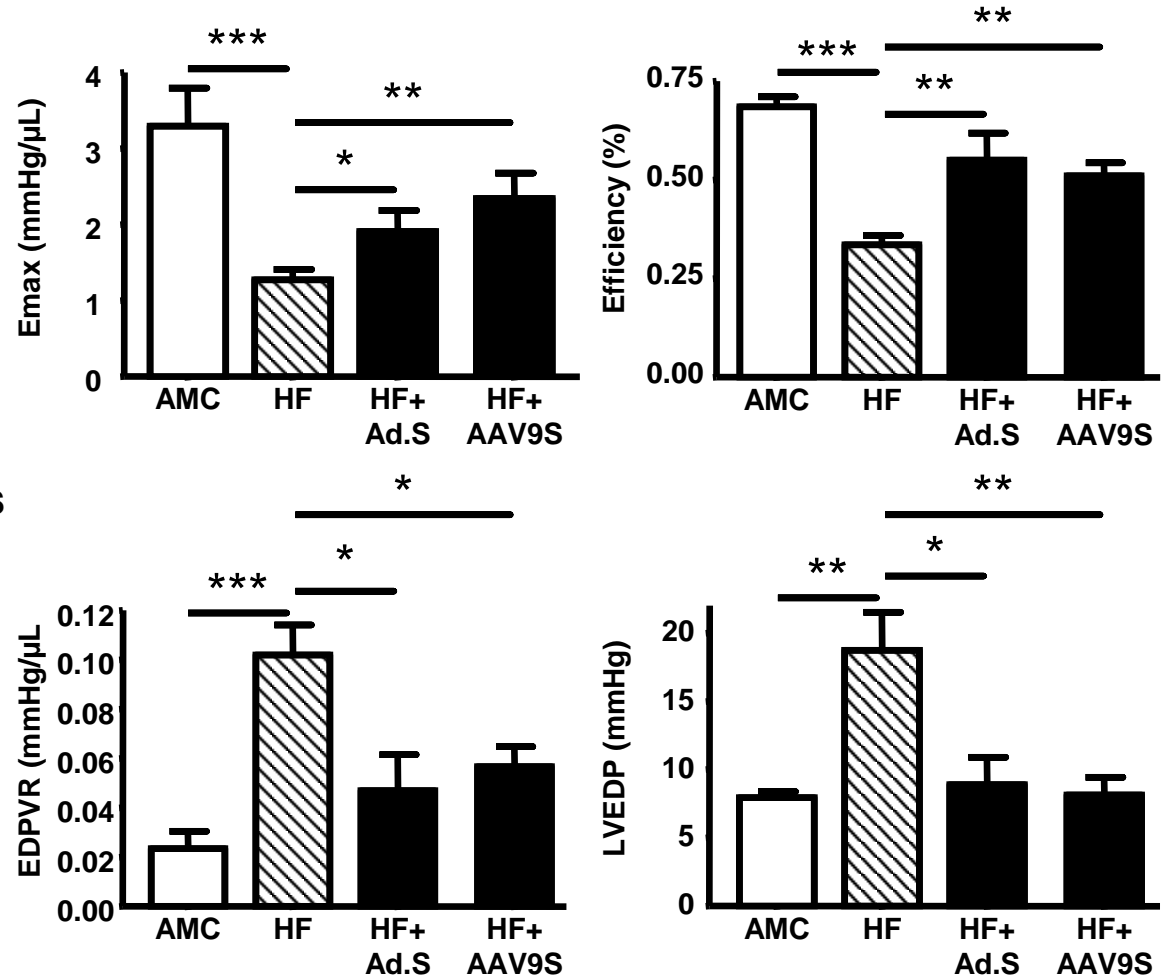 ***
**
*
4
3
2
1
0
Emax (mmHg/µL)
AMC
HF
HF+
Ad.S
HF+
AAV9S
**
***
**
0.75
0.50
0.25
0.00
Efficiency (%)
AMC
HF
HF+
Ad.S
HF+
AAV9S
S
*
*
***
0.12
0.10
0.08
0.06
0.04
0.02
0.00
EDPVR (mmHg/µL
AMC
HF
HF+
Ad.S
HF+
AAV9S
**
*
**
20
15
10
5
0
LVEDP (mmHg)
AMC
HF
HF+
Ad.S
HF+
AAV9S